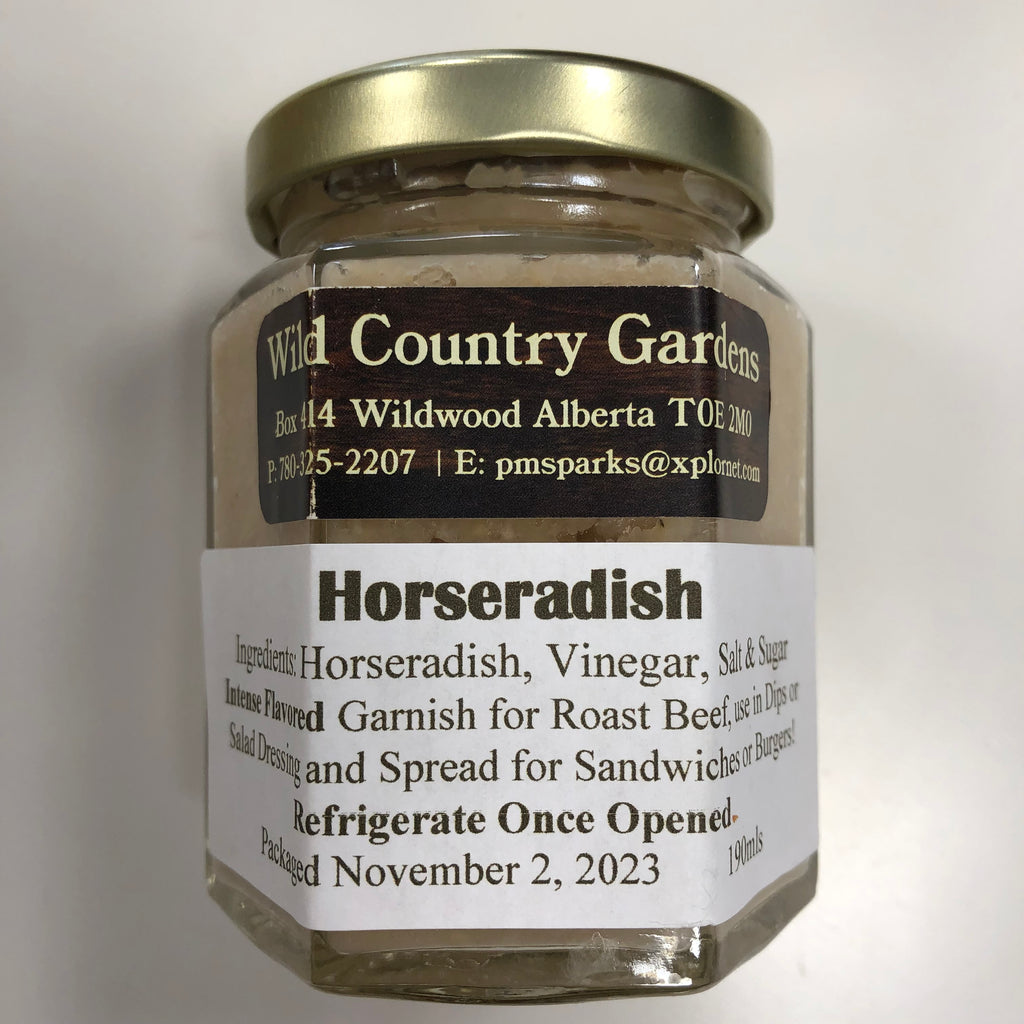 Wild Country Gardens
Box 414 Wildwood Alberta TOE 2M0
P: 780-325-2207 | E: pmsparks@xplornet.com
Horseradish
Ingredients: Horseradish, Vinegar, Salt & Sugar
Intense Flavored Garnish for Roast Beef, use in Dips or
Salad Dressing and Spread for Sandwiches or Burgers!
Refrigerate Once Opened.
Packaged November 2, 2023 190mls